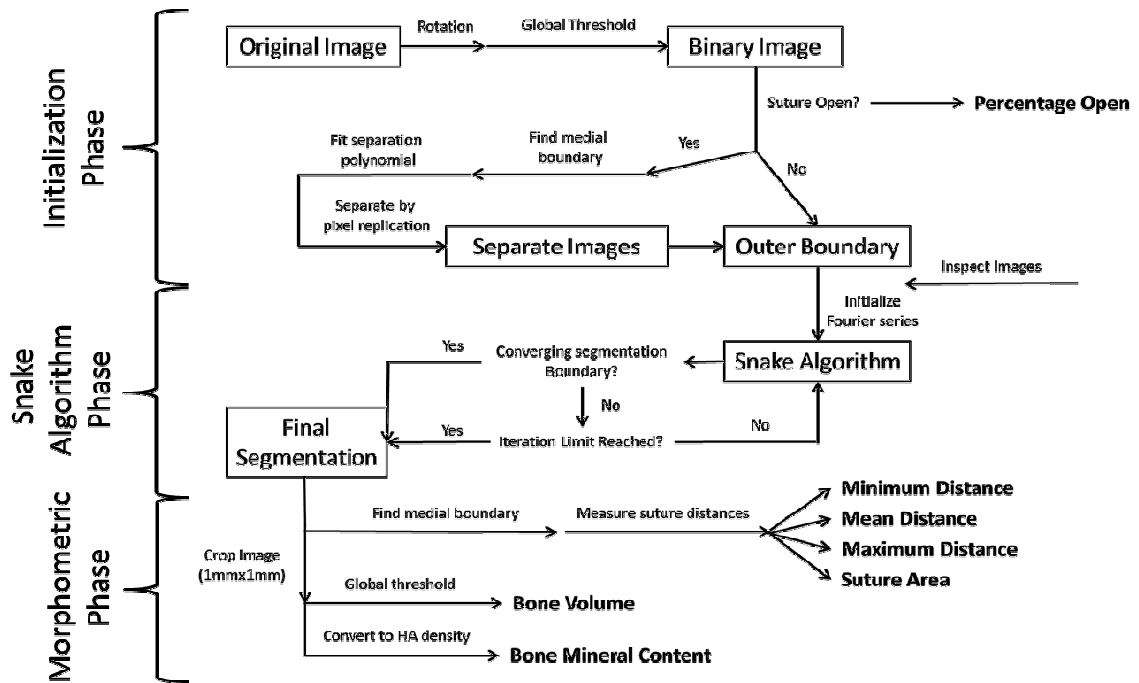 Initialization
Phase
Original Image
Rotation
Global Threshold
Binary Image
Suture Open?
Percentage Open
Yes
No
Find medial
boundary
Fit separation
polynomial
Separate by
pixel replication
Separate Images
Outer Boundary
Inspect Images
Initialize
Fourier series
Snake
Algorithm
Phase
Snake Algorithm
Converging segmentation
Boundary?
Yes
No
Iteration Limit Reached?
Yes
No
Final
Segmentation
Morphometric
Phase
Find medial boundary
Measure suture distances
Minimum Distance
Mean Distance
Maximum Distance
Suture Area
Crop Image
(1mmx1mm)
Global threshold
Bone Volume
Convert to HA density
Bone Mineral Content